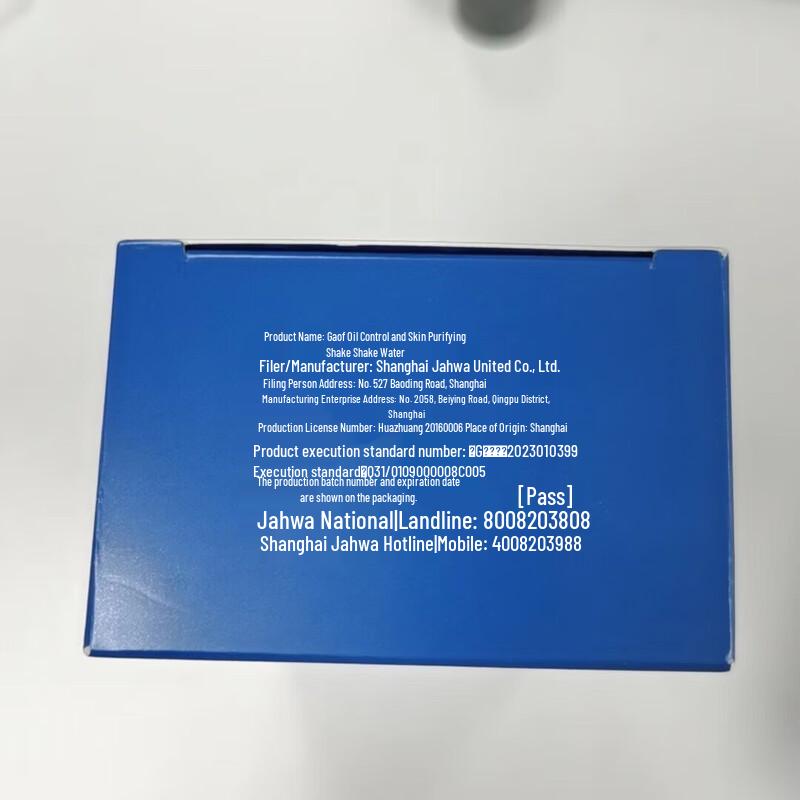 Product Name: Gaof Oil Control and Skin Purifying
Shake Shake Water
Filer/Manufacturer: Shanghai Jahwa United Co., Ltd.
Filing Person Address: No. 527 Baoding Road, Shanghai
Manufacturing Enterprise Address: No. 2058, Beiying Road, Qingpu District,
Shanghai
Production License Number: Huazhuang 20160006 Place of Origin: Shanghai
Product execution standard number: 2023010399
Execution standard 031/0109000008C005
The production batch number and expiration date
are shown on the packaging.
[Pass]
Jahwa National|Landline: 8008203808
Shanghai Jahwa Hotline|Mobile: 4008203988